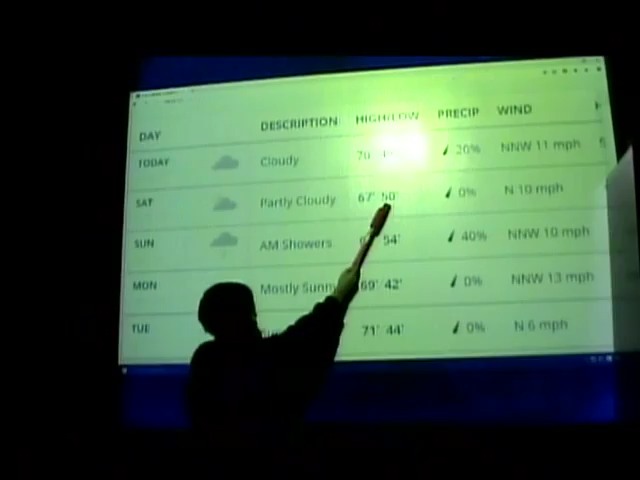 DAY DESCRIPTION HIGH/LOW PRECIP WIND
TODAY Cloudy 20% NNW 11 mph
SAT Partly Cloudy 67° 50° 0% N 10 mph
SUN AM Showers 54° 40% NNW 10 mph
MON Mostly Sunny 69° 42° 0% NNW 13 mph
TUE 71° 44° 0% N 6 mph